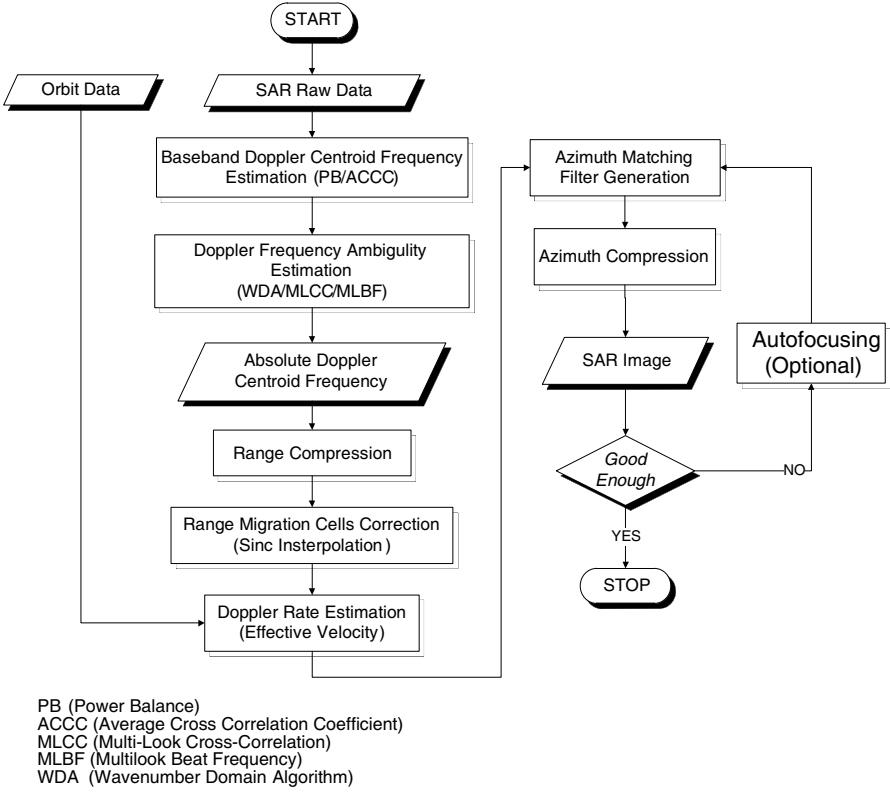 START
Orbit Data
SAR Raw Data
Baseband Doppler Centroid Frequency
Estimation (PB/ACCC)
Doppler Frequency Ambigulity
Estimation
(WDA/MLCC/MLBF)
Absolute Doppler
Centroid Frequency
Range Compression
Range Migration Cells Correction
(Sinc Insterpolation)
Doppler Rate Estimation
(Effective Velocity)
Azimuth Matching
Filter Generation
Azimuth Compression
SAR Image
Autofocusing
(Optional)
Good
Enough
NO
YES
STOP
PB (Power Balance)
ACCC (Average Cross Correlation Coefficient)
MLCC (Multi-Look Cross-Correlation)
MLBF (Multilook Beat Frequency)
WDA (Wavenumber Domain Algorithm)